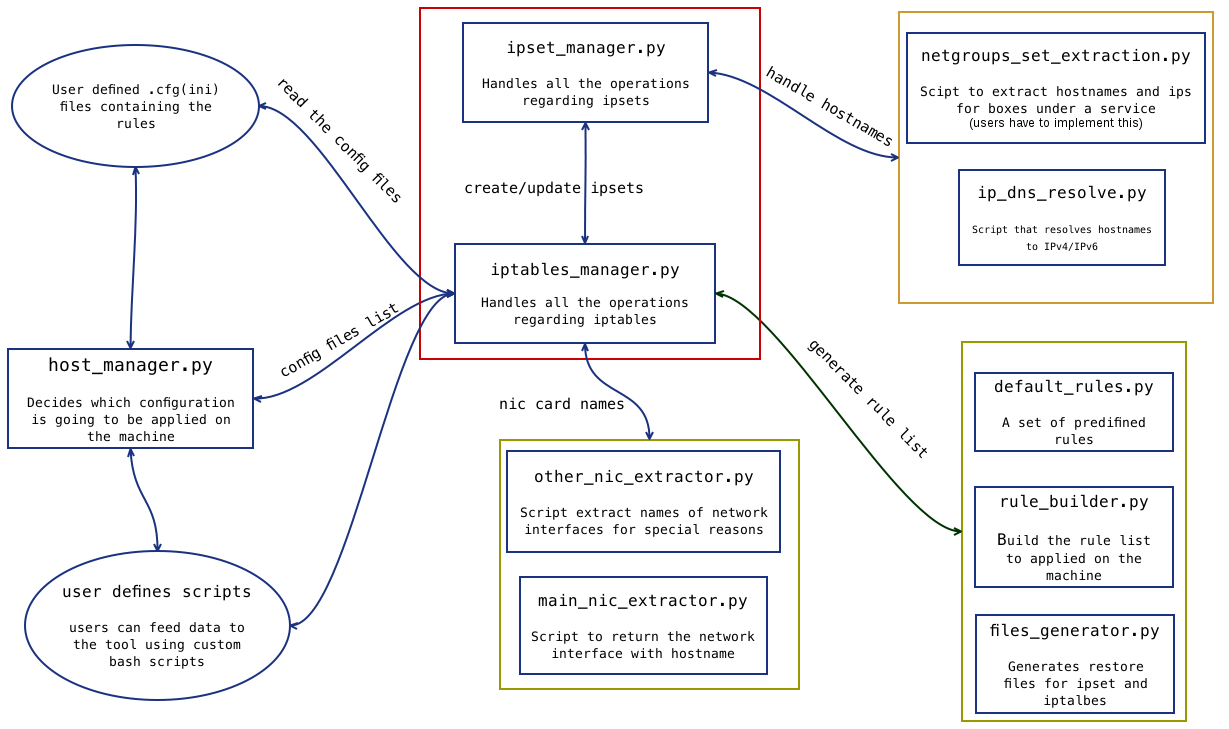 User defined .cfg(ini)
files containing the
rules
read the config files
ipset_manager.py
Handles all the operations
regarding ipsets
handle hostnames
netgroups_set_extraction.py
Scipt to extract hostnames and ips
for boxes under a service
(users have to implement this)
ip_dns_resolve.py
Script that resolves hostnames
to IPv4/IPv6
create/update ipsets
iptables_manager.py
Handles all the operations
regarding iptables
config files list
host_manager.py
Decides which configuration
is going to be applied on
the machine
nic card names
generate rule list
default_rules.py
A set of predifined
rules
other_nic_extractor.py
Script extract names of network
interfaces for special reasons
rule_builder.py
Build the rule list
to applied on the
machine
user defines scripts
users can feed data to
the tool using custom
bash scripts
main_nic_extractor.py
Script to return the network
interface with hostname
files_generator.py
Generates restore
files for ipset and
iptalbes